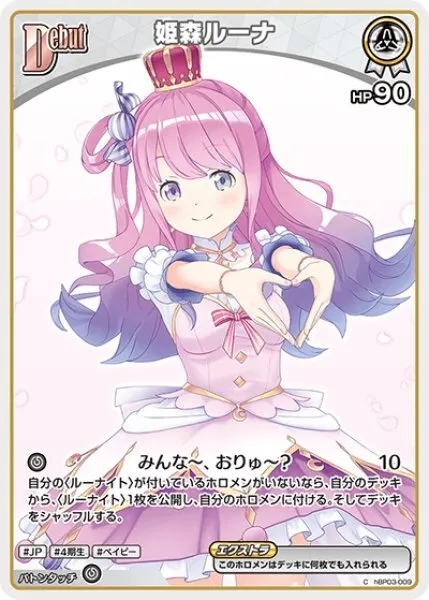 Debut
姫森ルーナ
HP 90
みんな～、おりゅ～? 10
自分の〈ルーナイト〉が付いているホロメンがいないなら、自分のデッキ
から、〈ルーナイト〉1枚を公開し、自分のホロメンに付ける。そしてデッキ
をシャッフルする。
#JP #4期生 #ベイビー
エクストラ
このホロメンはデッキに何枚でも入れられる
バトンタッチ
C hBP03-009